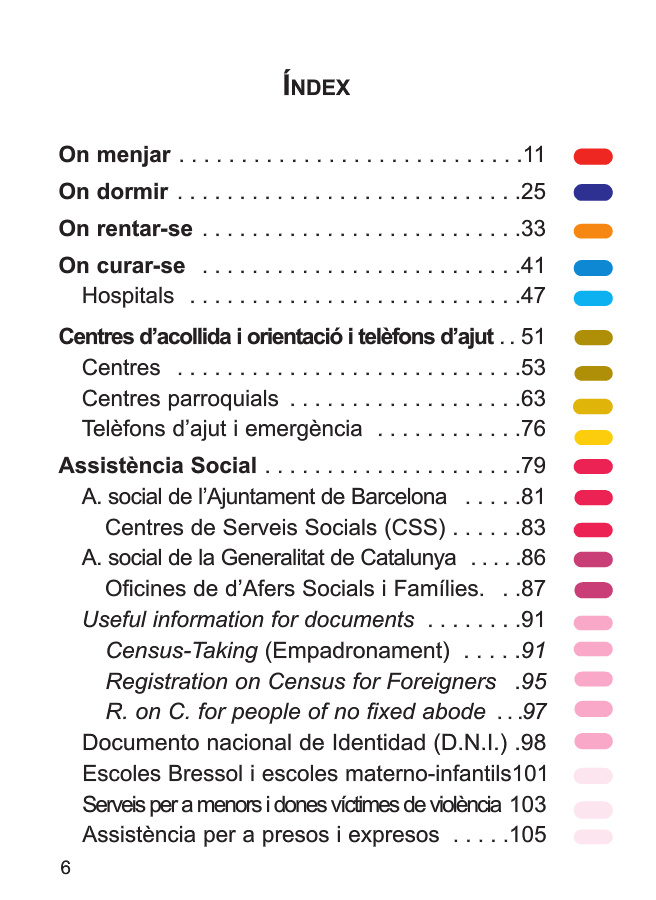 ÍNDEX
On menjar . . . . . . . . . . . . . . . . . . . . . . . . . . . .11
On dormir . . . . . . . . . . . . . . . . . . . . . . . . . . . .25
On rentar-se . . . . . . . . . . . . . . . . . . . . . . . . . .33
On curar-se . . . . . . . . . . . . . . . . . . . . . . . . . .41
Hospitals . . . . . . . . . . . . . . . . . . . . . . . . . . .47
Centres d’acollida i orientació i telèfons d’ajut . . 51
Centres . . . . . . . . . . . . . . . . . . . . . . . . . . . .53
Centres parroquials . . . . . . . . . . . . . . . . . . .63
Telèfons d’ajut i emergència . . . . . . . . . . . .76
Assistència Social . . . . . . . . . . . . . . . . . . . . .79
A. social de l’Ajuntament de Barcelona . . . . .81
Centres de Serveis Socials (CSS) . . . . . .83
A. social de la Generalitat de Catalunya . . . . .86
Oficines de d’Afers Socials i Famílies. . .87
Useful information for documents . . . . . . . .91
Census-Taking (Empadronament) . . . . .91
Registration on Census for Foreigners .95
R. on C. for people of no fixed abode . . .97
Documento nacional de Identidad (D.N.I.) .98
Escoles Bressol i escoles materno-infantils101
Serveis per a menors i dones víctimes de violència 103
Assistència per a presos i expresos . . . . .105
6